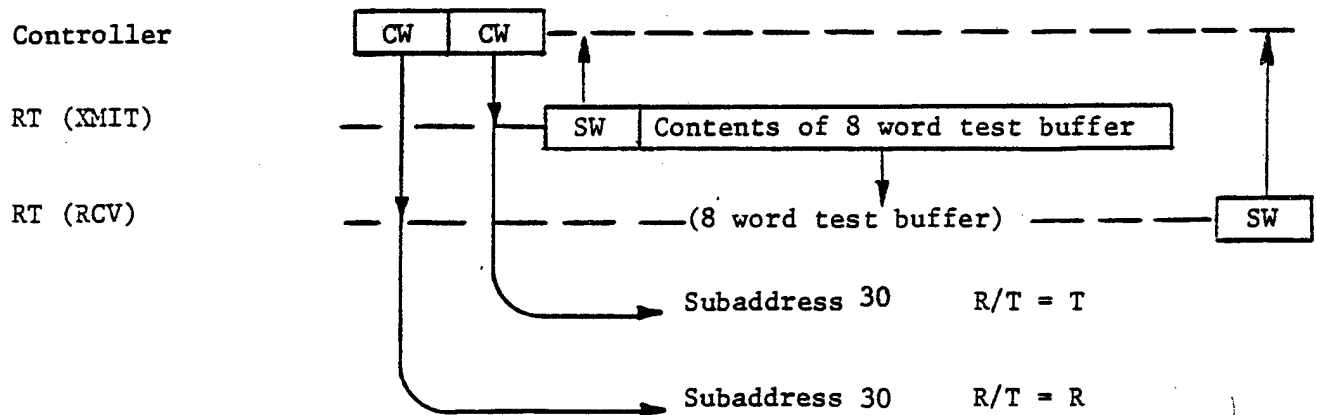 Controller CW CW
RT (XMIT) SW Contents of 8 word test buffer
RT (RCV) (8 word test buffer) SW
Subaddress 30 R/T = T
Subaddress 30 R/T = R